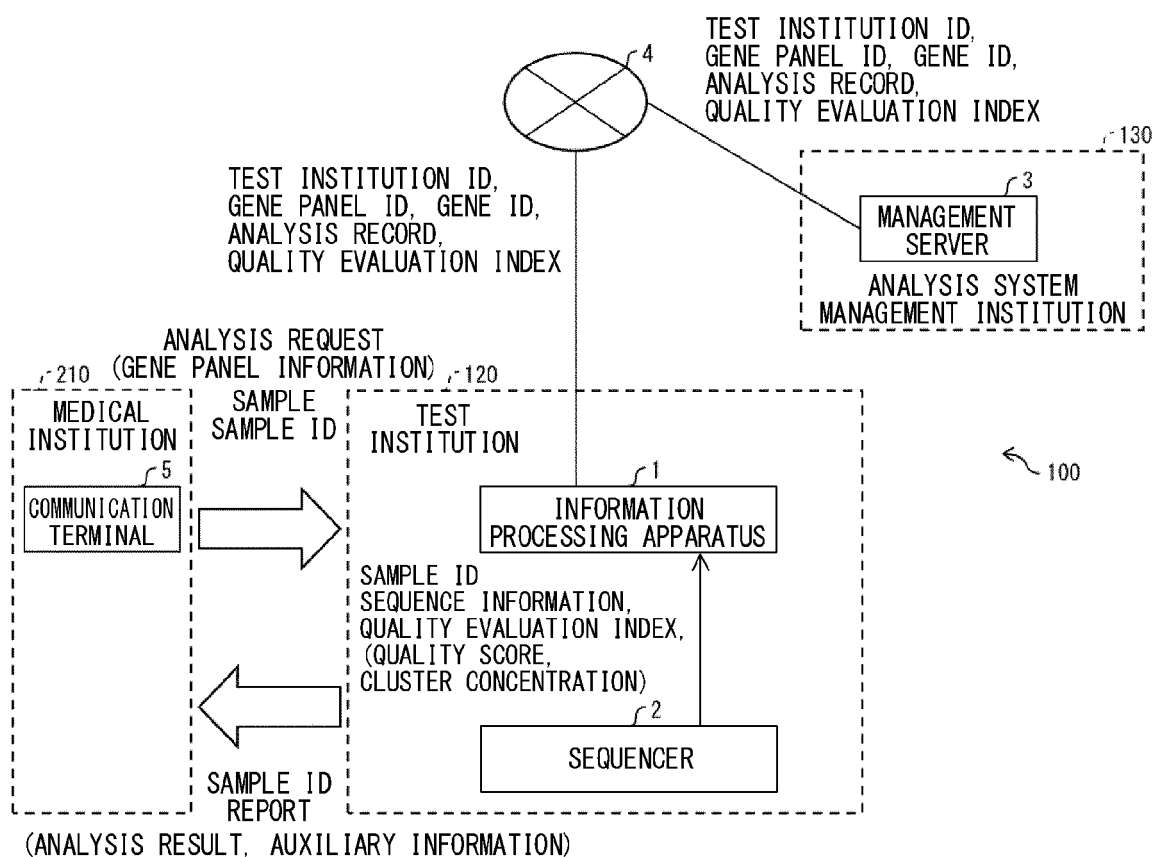 TEST INSTITUTION ID,
GENE PANEL ID, GENE ID,
ANALYSIS RECORD,
QUALITY EVALUATION INDEX
4
130
3
MANAGEMENT
SERVER
ANALYSIS SYSTEM
MANAGEMENT INSTITUTION
TEST INSTITUTION ID,
GENE PANEL ID, GENE ID,
ANALYSIS RECORD,
QUALITY EVALUATION INDEX
ANALYSIS REQUEST
(GENE PANEL INFORMATION)
SAMPLE
SAMPLE ID
210
MEDICAL
INSTITUTION
5
COMMUNICATION
TERMINAL
120
TEST
INSTITUTION
1
INFORMATION
PROCESSING APPARATUS
100
SAMPLE ID
SEQUENCE INFORMATION,
QUALITY EVALUATION INDEX,
(QUALITY SCORE,
CLUSTER CONCENTRATION)
2
SEQUENCER
SAMPLE ID
REPORT
(ANALYSIS RESULT, AUXILIARY INFORMATION)